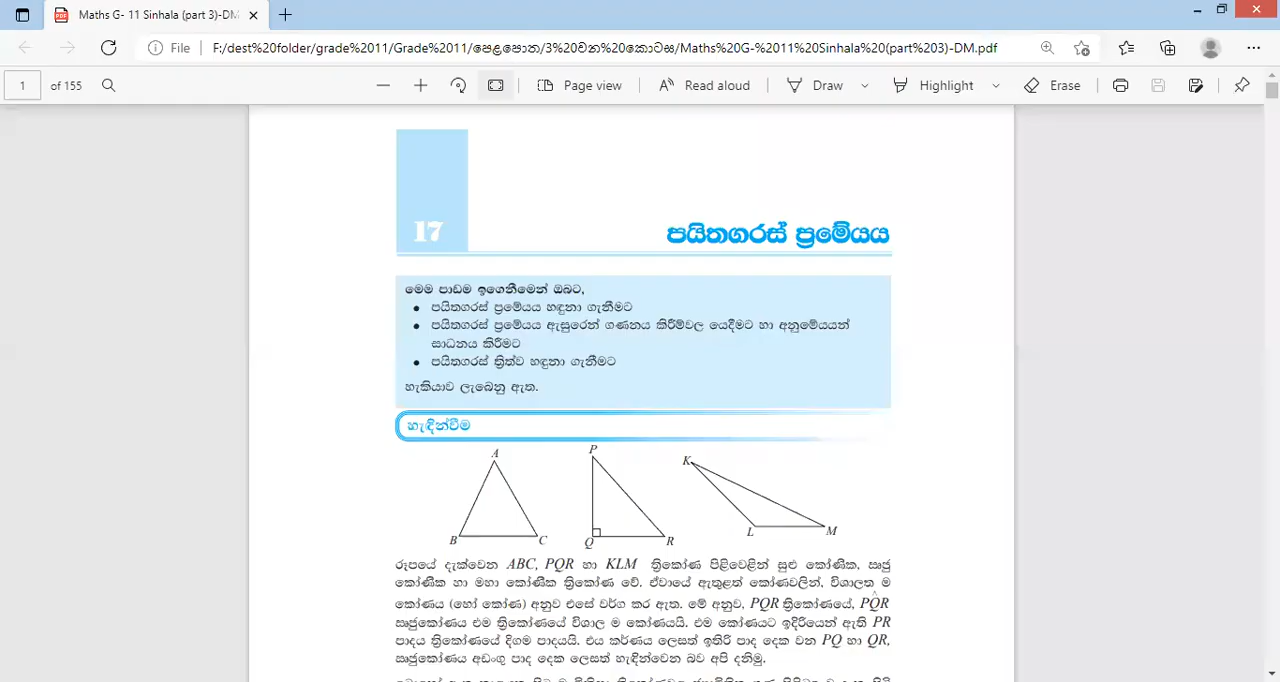 Maths G- 11 Sinhala (part 3)-DM
File F:/dest%20folder/grade%2011/Grade%2011/පෙළපොත/3%20වන%20කොටස/Maths%20G-%2011%20Sinhala%20(part%203)-DM.pdf
1 of 155 Page view Read aloud Draw Highlight Erase
17
පයිතගරස් ප්‍රමේයය
මෙම පාඩම ඉගෙනීමෙන් ඔබට,
● පයිතගරස් ප්‍රමේයය හඳුනා ගැනීමට
● පයිතගරස් ප්‍රමේයය ඇසුරෙන් ගණනය කිරීම්වල යෙදීමට හා අනුමේයයන්
සාධනය කිරීමට
● පයිතගරස් ත්‍රිත්ව හඳුනා ගැනීමට
හැකියාව ලැබෙනු ඇත.
හැඳින්වීම
A P K
B C Q R L M
රූපයේ දැක්වෙන ABC, PQR හා KLM ත්‍රිකෝණ පිළිවෙළින් සුළු කෝණික, ඍජු
කෝණික හා මහා කෝණික ත්‍රිකෝණ වේ. ඒවායේ ඇතුළත් කෝණවලින්, විශාලත ම
කෝණය (හෝ කෝණ) අනුව එසේ වර්ග කර ඇත. මේ අනුව, PQR ත්‍රිකෝණයේ, PQ̂R
ඍජුකෝණය එම ත්‍රිකෝණයේ විශාල ම කෝණයයි. එම කෝණයට ඉදිරියෙන් ඇති PR
පාදය ත්‍රිකෝණයේ දිගම පාදයයි. එය කර්ණය ලෙසත් ඉතිරි පාද දෙක වන PQ හා QR,
ඍජුකෝණය අඩංගු පාද දෙක ලෙසත් හැඳින්වෙන බව අපි දනිමු.